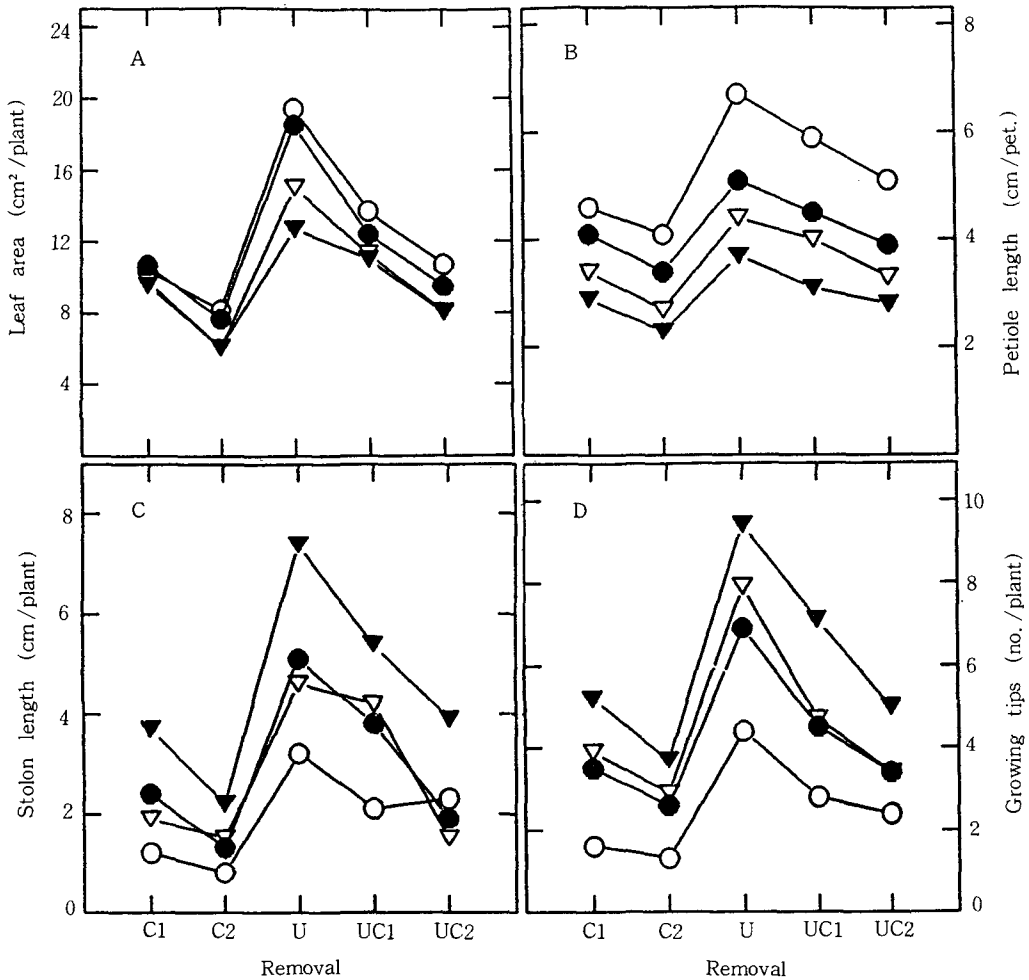 A
24
20
16
12
8
4
Leaf area (cm²/plant)
B
8
6
4
2
Petiole length (cm/pet.)
C
8
6
4
2
0
Stolon length (cm/plant)
D
10
8
6
4
2
0
Growing tips (no./plant)
C1 C2 U UC1 UC2
Removal
C1 C2 U UC1 UC2
Removal